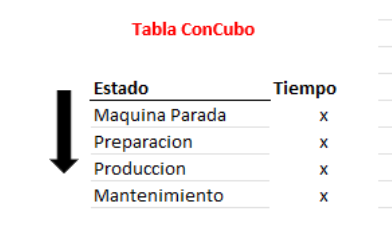 Tabla ConCubo
Estado Tiempo
Maquina Parada x
Preparacion x
Produccion x
Mantenimiento x